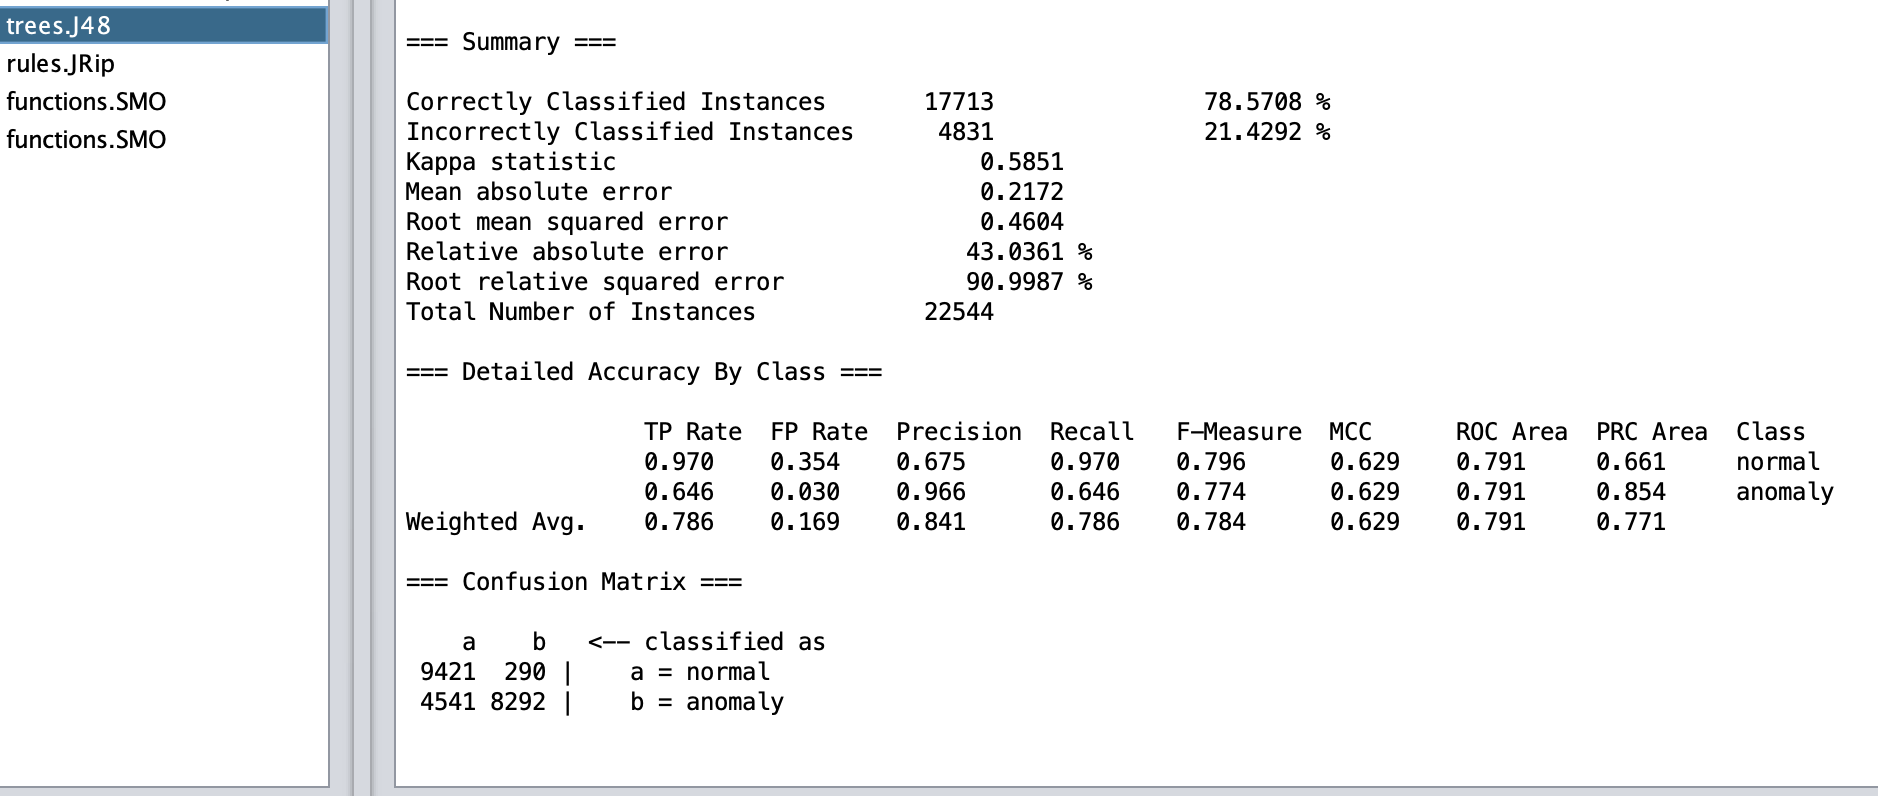 trees.J48
rules.JRip
functions.SMO
functions.SMO
=== Summary ===
Correctly Classified Instances 17713 78.5708 %
Incorrectly Classified Instances 4831 21.4292 %
Kappa statistic 0.5851
Mean absolute error 0.2172
Root mean squared error 0.4604
Relative absolute error 43.0361 %
Root relative squared error 90.9987 %
Total Number of Instances 22544
=== Detailed Accuracy By Class ===
TP Rate FP Rate Precision Recall F-Measure MCC ROC Area PRC Area Class
0.970 0.354 0.675 0.970 0.796 0.629 0.791 0.661 normal
0.646 0.030 0.966 0.646 0.774 0.629 0.791 0.854 anomaly
Weighted Avg. 0.786 0.169 0.841 0.786 0.784 0.629 0.791 0.771
=== Confusion Matrix ===
a b <-- classified as
9421 290 | a = normal
4541 8292 | b = anomaly